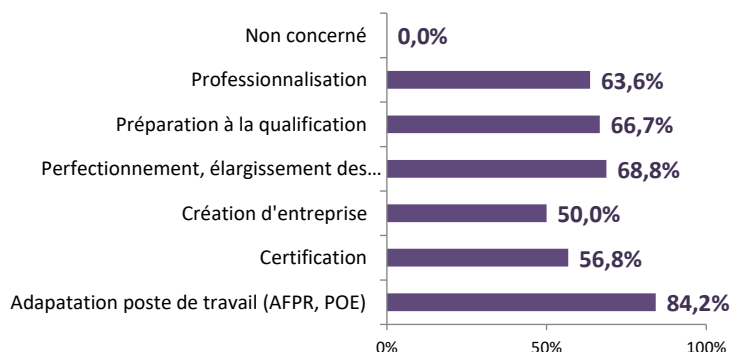 Non concerné 0,0%
Professionnalisation 63,6%
Préparation à la qualification 66,7%
Perfectionnement, élargissement des... 68,8%
Création d'entreprise 50,0%
Certification 56,8%
Adapatation poste de travail (AFPR, POE) 84,2%
0% 50% 100%